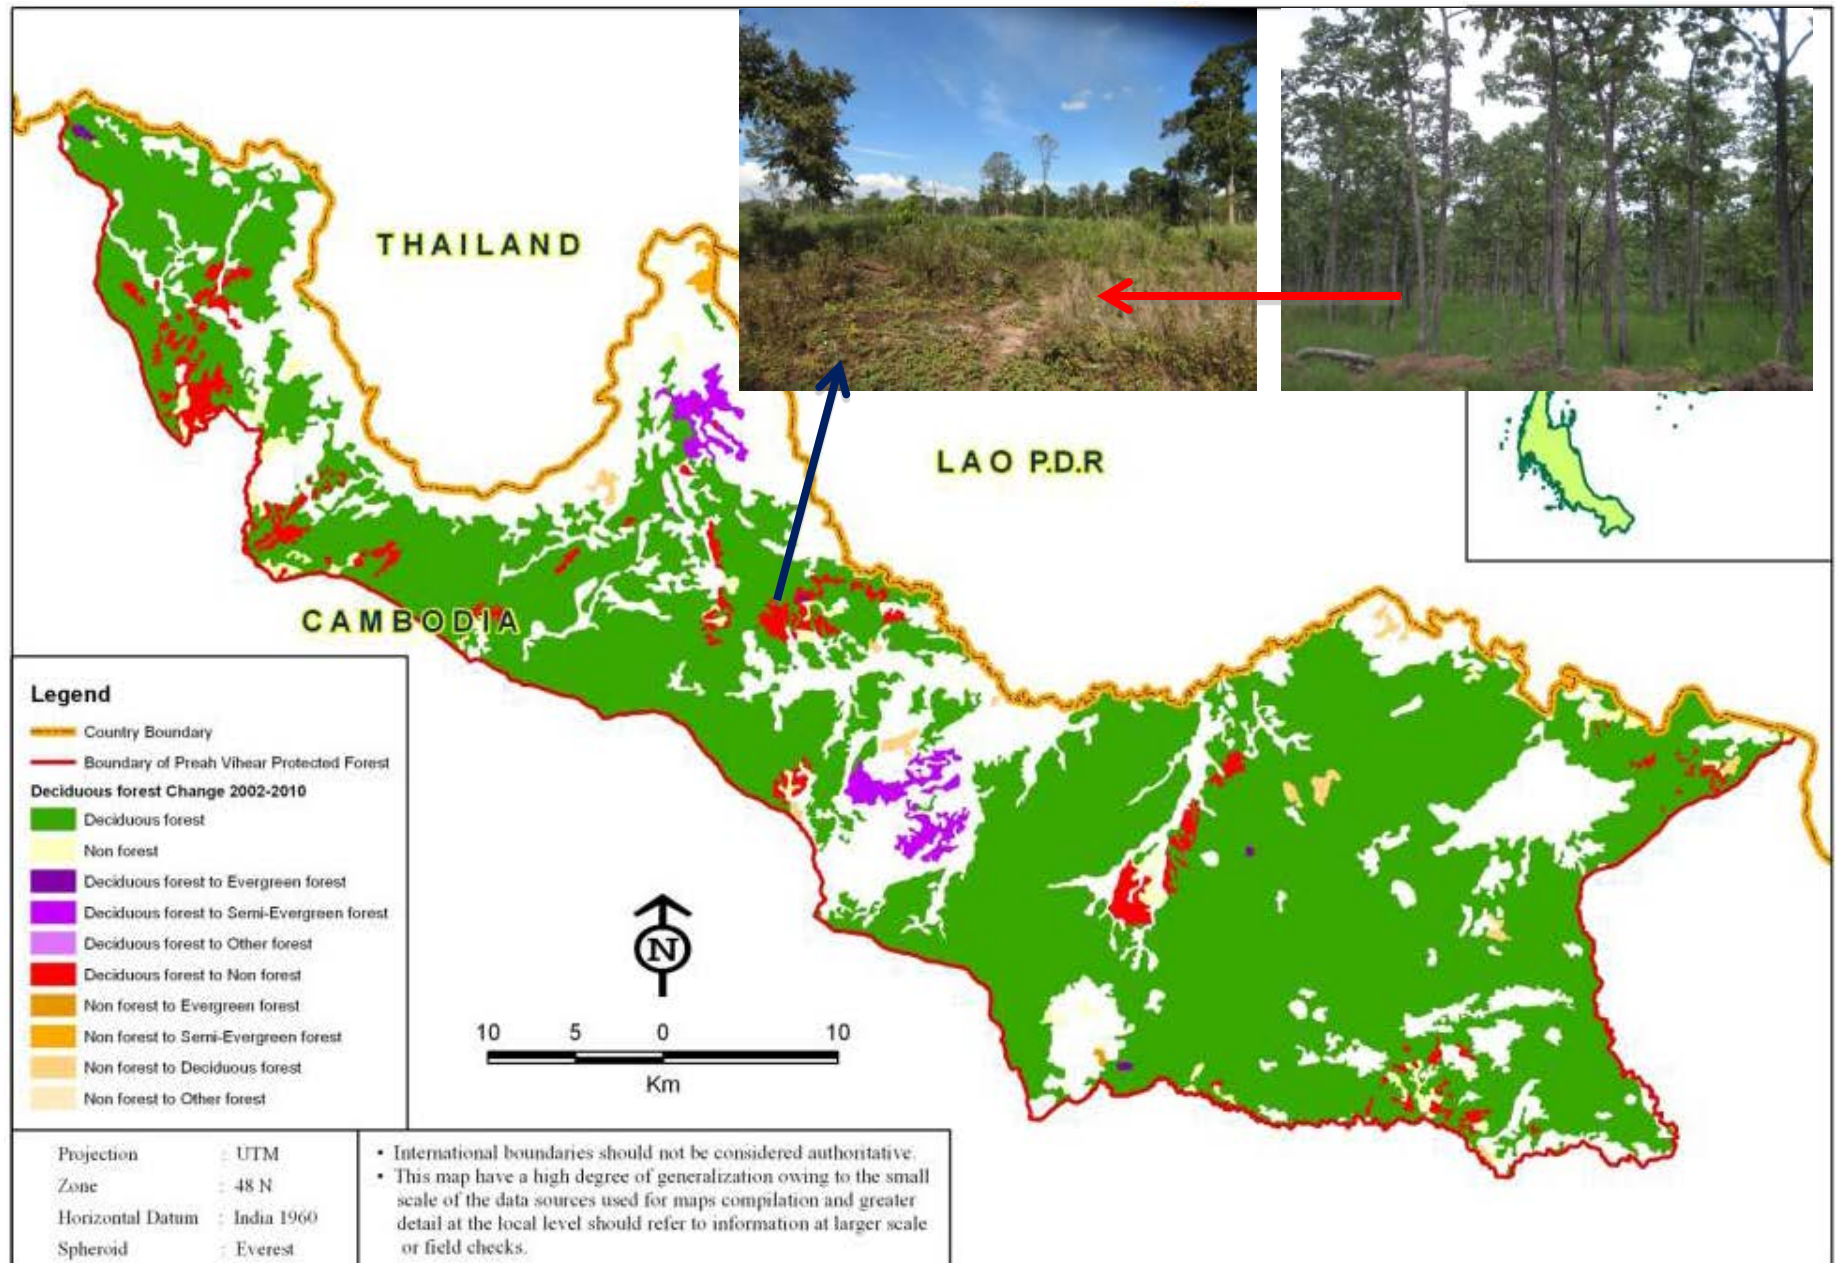 THAILAND
LAO P.D.R
CAMBODIA
Legend
Country Boundary
Boundary of Preah Vihear Protected Forest
Deciduous forest Change 2002-2010
Deciduous forest
Non forest
Deciduous forest to Evergreen forest
Deciduous forest to Semi-Evergreen forest
Deciduous forest to Other forest
Deciduous forest to Non forest
Non forest to Evergreen forest
Non forest to Semi-Evergreen forest
Non forest to Deciduous forest
Non forest to Other forest
N
10 5 0 10
Km
Projection : UTM
Zone : 48 N
Horizontal Datum : India 1960
Spheroid : Everest
• International boundaries should not be considered authoritative.
• This map have a high degree of generalization owing to the small
scale of the data sources used for maps compilation and greater
detail at the local level should refer to information at larger scale
or field checks.